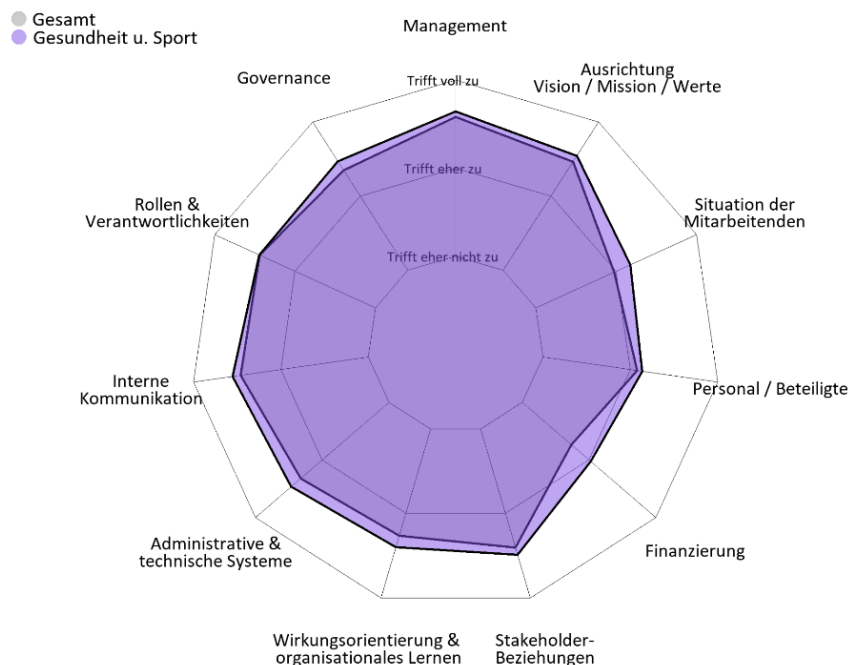 Gesamt
Gesundheit u. Sport
Management
Governance
Trifft voll zu
Ausrichtung
Vision / Mission / Werte
Trifft eher zu
Rollen &
Verantwortlichkeiten
Situation der
Mitarbeitenden
Trifft eher nicht zu
Interne
Kommunikation
Personal / Beteiligte
Administrative &
technische Systeme
Finanzierung
Wirkungsorientierung &
organisationales Lernen
Stakeholder-
Beziehungen